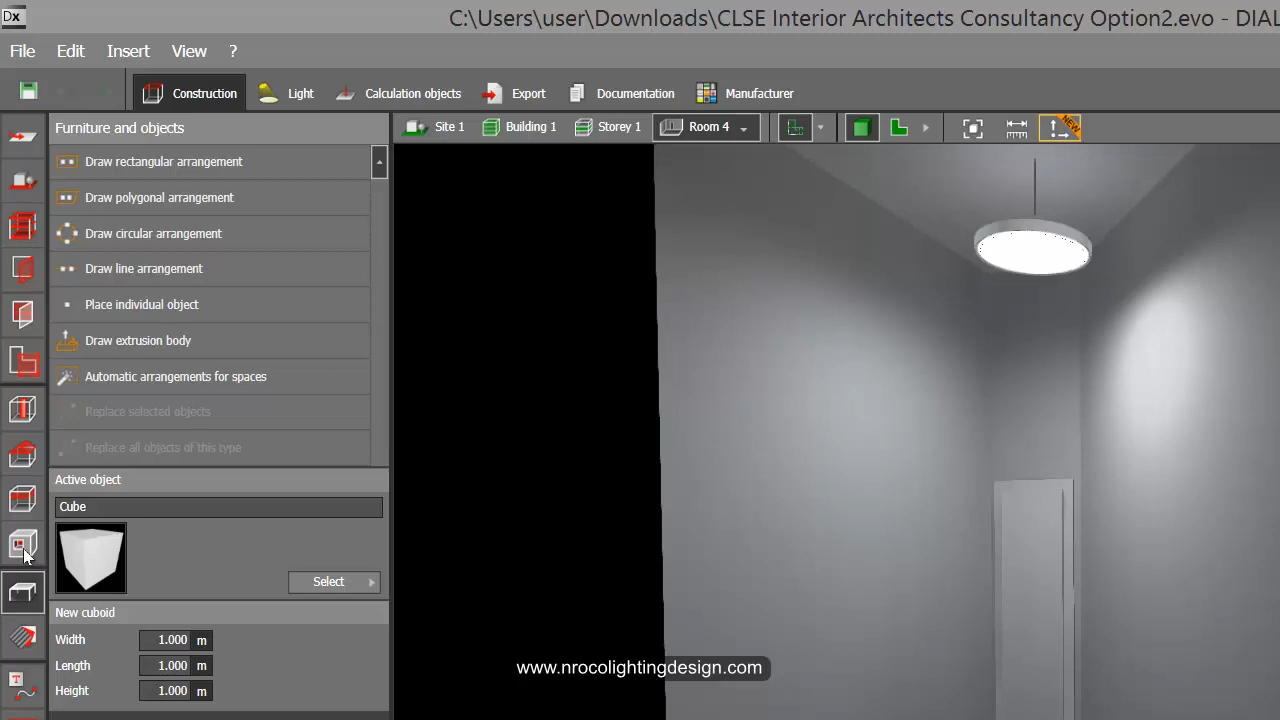 Dx
C:\Users\user\Downloads\CLSE Interior Architects Consultancy Option2.evo - DIAL
File Edit Insert View ?
Construction Light Calculation objects Export Documentation Manufacturer
Furniture and objects
Site 1 Building 1 Storey 1 Room 4
NEW
Draw rectangular arrangement
Draw polygonal arrangement
Draw circular arrangement
Draw line arrangement
Place individual object
Draw extrusion body
Automatic arrangements for spaces
Replace selected objects
Replace all objects of this type
Active object
Cube
Select
New cuboid
Width 1.000 m
Length 1.000 m
Height 1.000 m
T
www.nrocolightingdesign.com